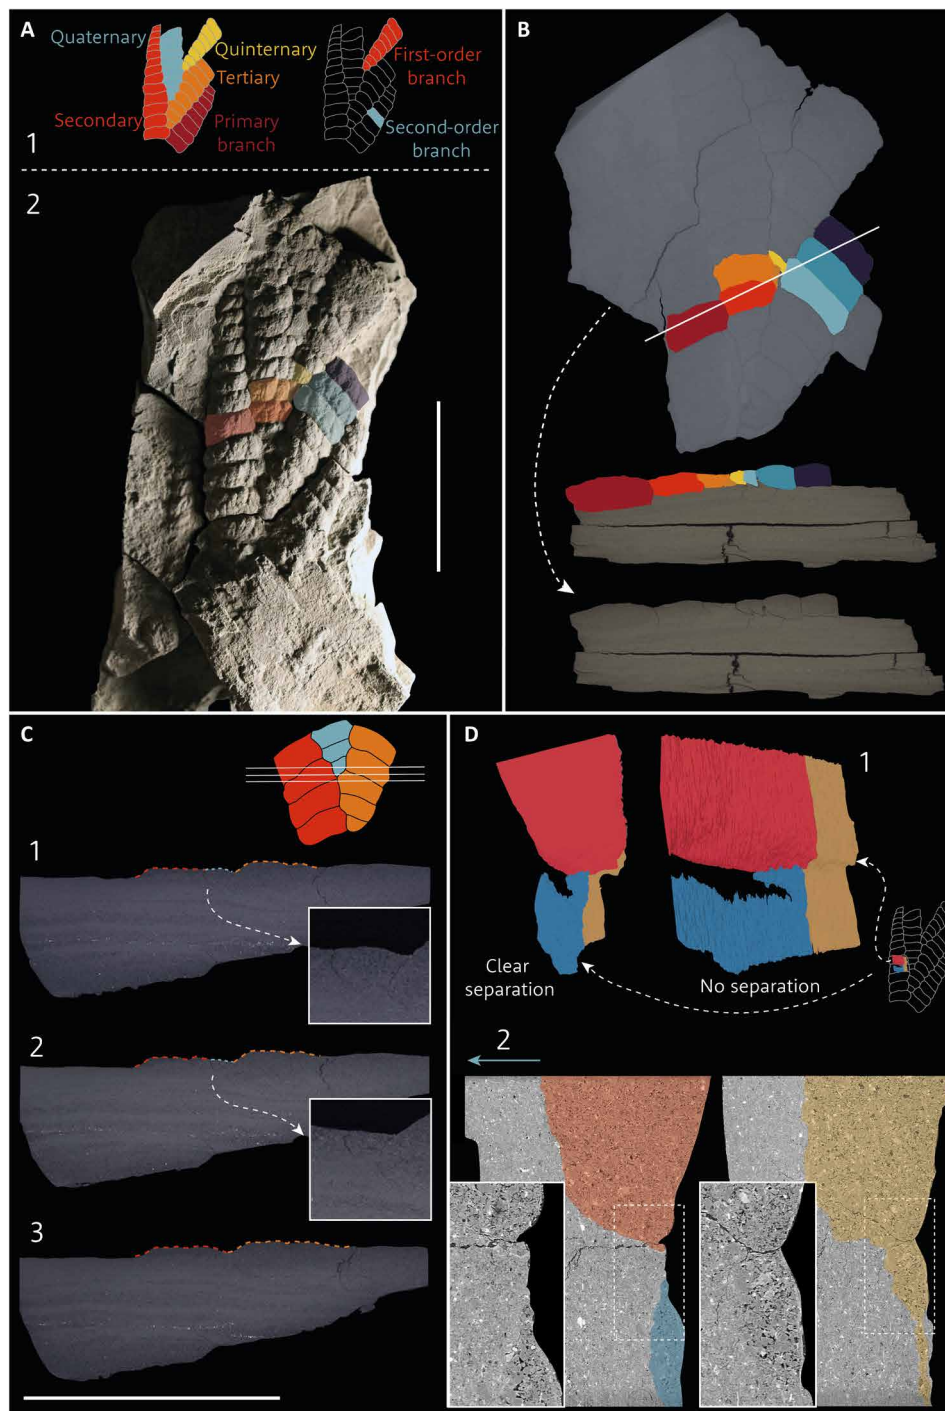 A
B
Quaternary
Quinternary
Tertiary
Secondary
Primary
branch
First-order
branch
Second-order
branch
1
2
C
D
1
1
Clear
separation
No separation
2
2
3